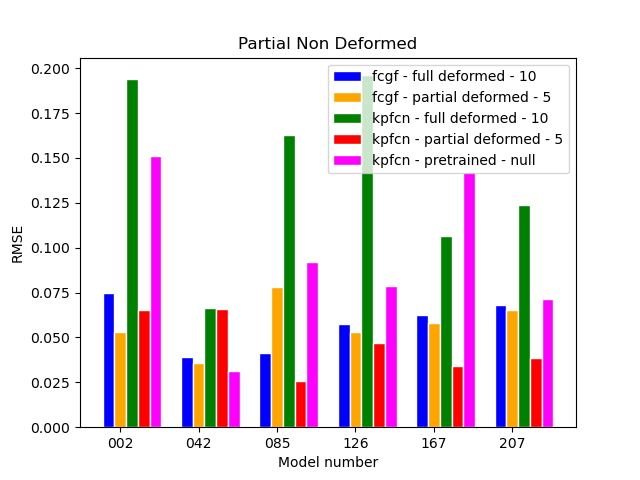 Partial Non Deformed
fcgf - full deformed - 10
fcgf - partial deformed - 5
kpfcn - full deformed - 10
kpfcn - partial deformed - 5
kpfcn - pretrained - null
RMSE
0.200
0.175
0.150
0.125
0.100
0.075
0.050
0.025
0.000
002 042 085 126 167 207
Model number